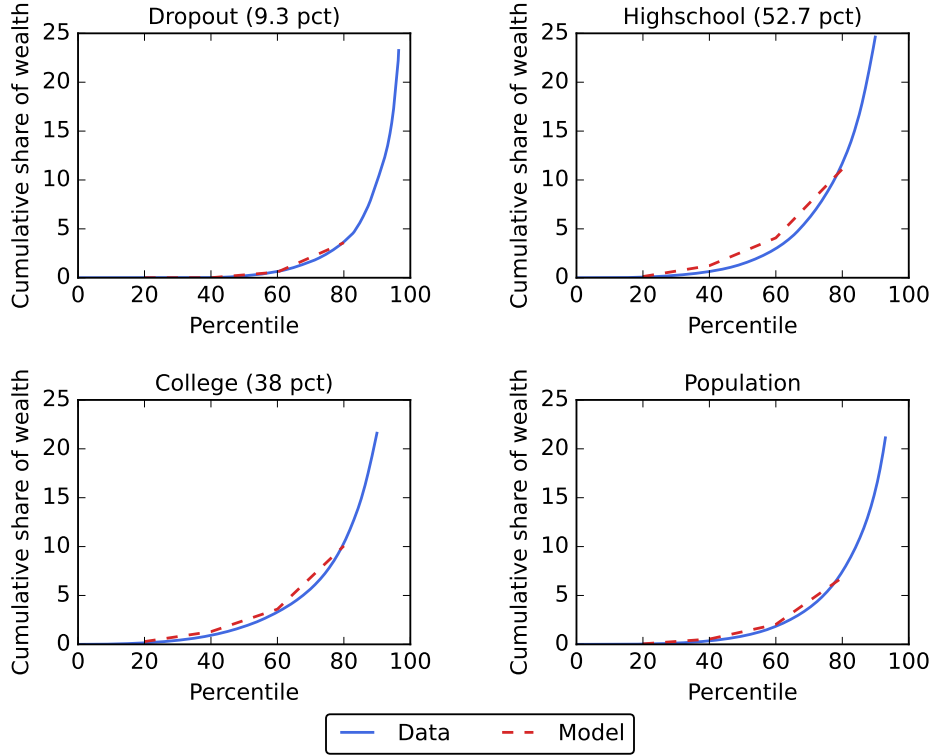 Dropout (9.3 pct)
Cumulative share of wealth
25
20
15
10
5
0
0 20 40 60 80 100
Percentile
Highschool (52.7 pct)
Cumulative share of wealth
25
20
15
10
5
0
0 20 40 60 80 100
Percentile
College (38 pct)
Cumulative share of wealth
25
20
15
10
5
0
0 20 40 60 80 100
Percentile
Population
Cumulative share of wealth
25
20
15
10
5
0
0 20 40 60 80 100
Percentile
Data Model